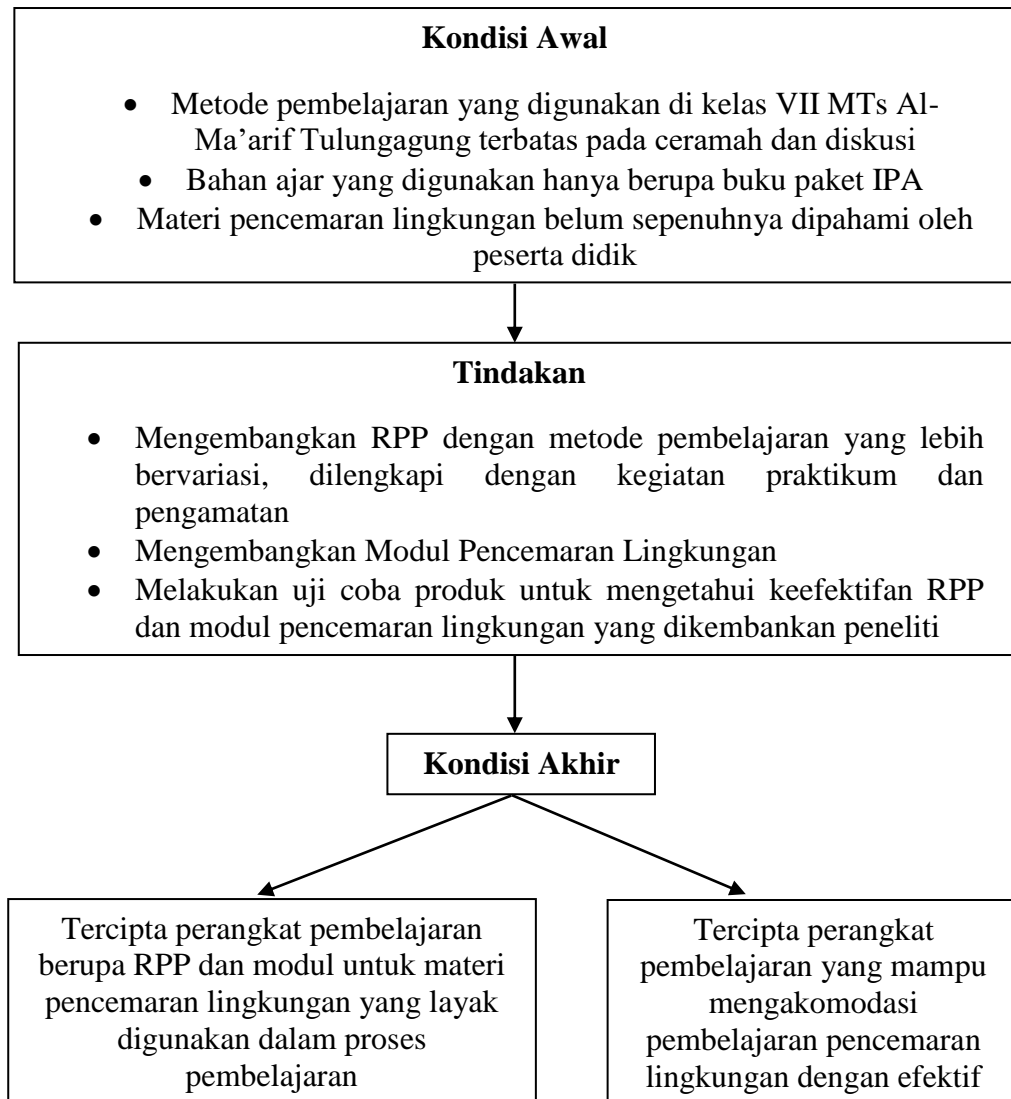 Kondisi Awal
• Metode pembelajaran yang digunakan di kelas VII MTs Al-
Ma’arif Tulungagung terbatas pada ceramah dan diskusi
• Bahan ajar yang digunakan hanya berupa buku paket IPA
• Materi pencemaran lingkungan belum sepenuhnya dipahami oleh
peserta didik
Tindakan
• Mengembangkan RPP dengan metode pembelajaran yang lebih
bervariasi, dilengkapi dengan kegiatan praktikum dan
pengamatan
• Mengembangkan Modul Pencemaran Lingkungan
• Melakukan uji coba produk untuk mengetahui keefektifan RPP
dan modul pencemaran lingkungan yang dikembankan peneliti
Kondisi Akhir
Tercipta perangkat pembelajaran
berupa RPP dan modul untuk materi
pencemaran lingkungan yang layak
digunakan dalam proses
pembelajaran
Tercipta perangkat
pembelajaran yang mampu
mengakomodasi
pembelajaran pencemaran
lingkungan dengan efektif